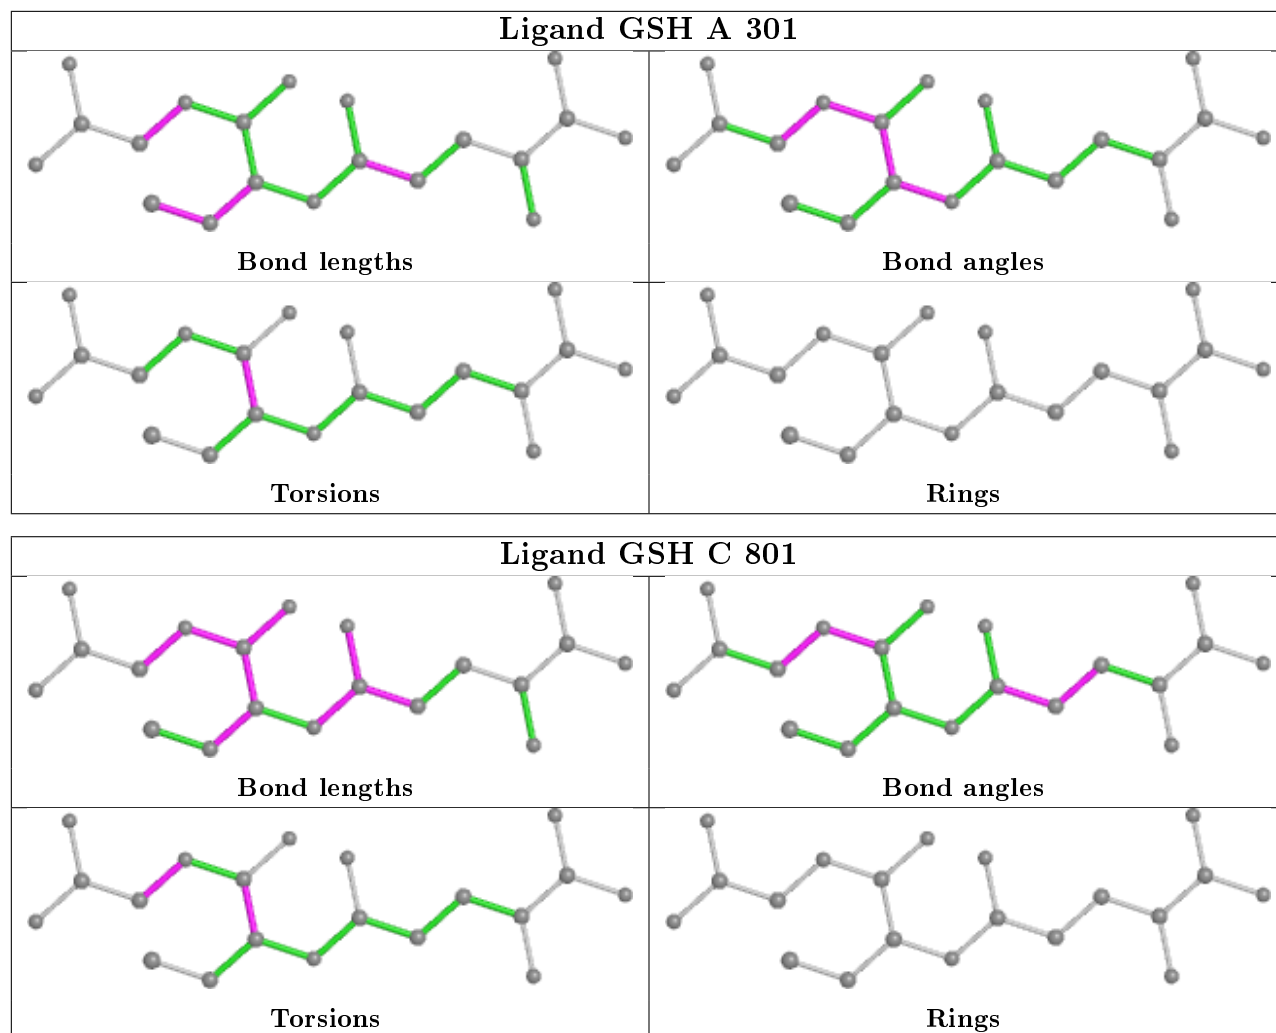 Ligand GSH A 301
Bond lengths
Bond angles
Torsions
Rings
Ligand GSH C 801
Bond lengths
Bond angles
Torsions
Rings